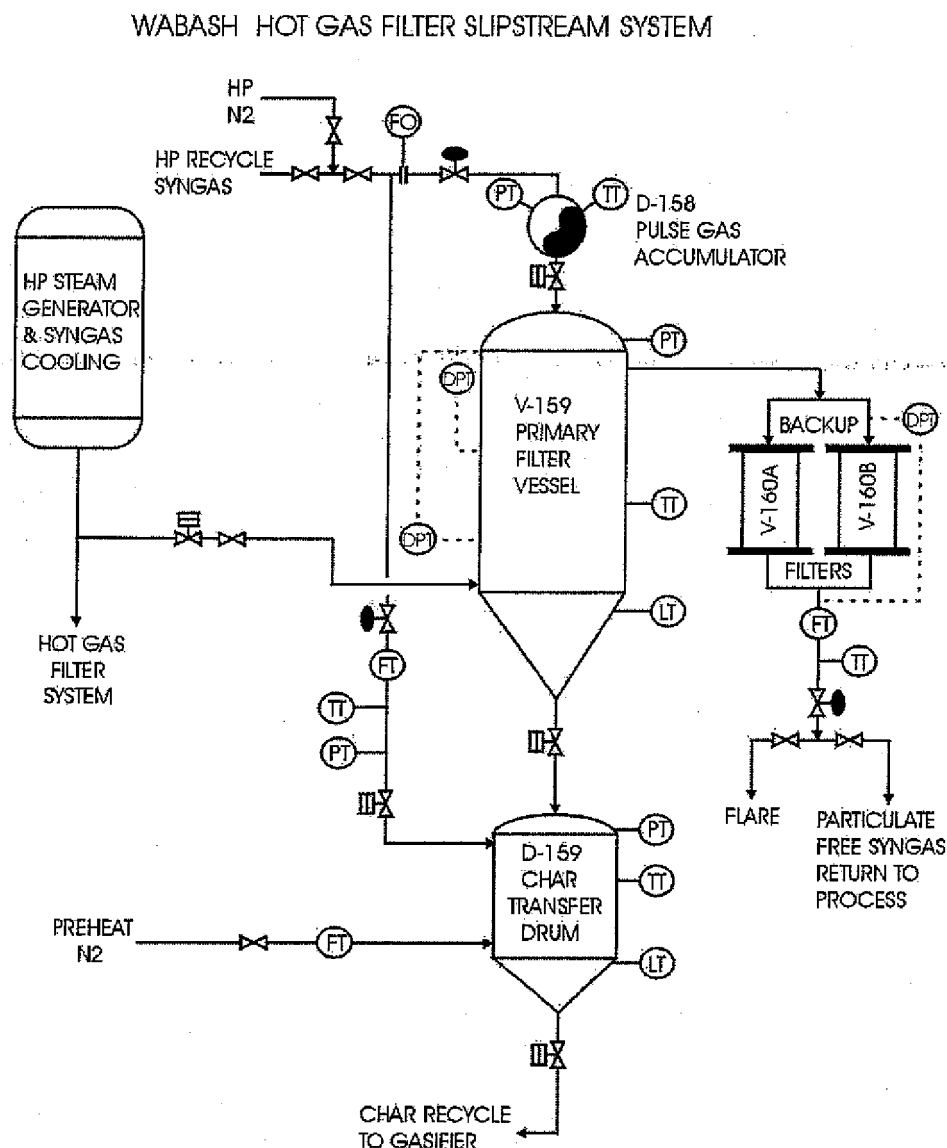 WABASH HOT GAS FILTER SLIPSTREAM SYSTEM
HP
N2
FO
HP RECYCLE
SYNGAS
PT
TT
D-158
PULSE GAS
ACCUMULATOR
HP STEAM
GENERATOR
& SYNGAS
COOLING
PT
DPT
V-159
PRIMARY
FILTER
VESSEL
BACKUP
DPT
V-160A
V-160B
TT
DPT
FILTERS
LT
FT
TT
HOT GAS
FILTER
SYSTEM
FT
TT
PT
FLARE
PARTICULATE
FREE SYNGAS
RETURN TO
PROCESS
PT
D-159
CHAR
TRANSFER
DRUM
TT
PREHEAT
N2
FT
LT
CHAR RECYCLE
TO GASIFIER